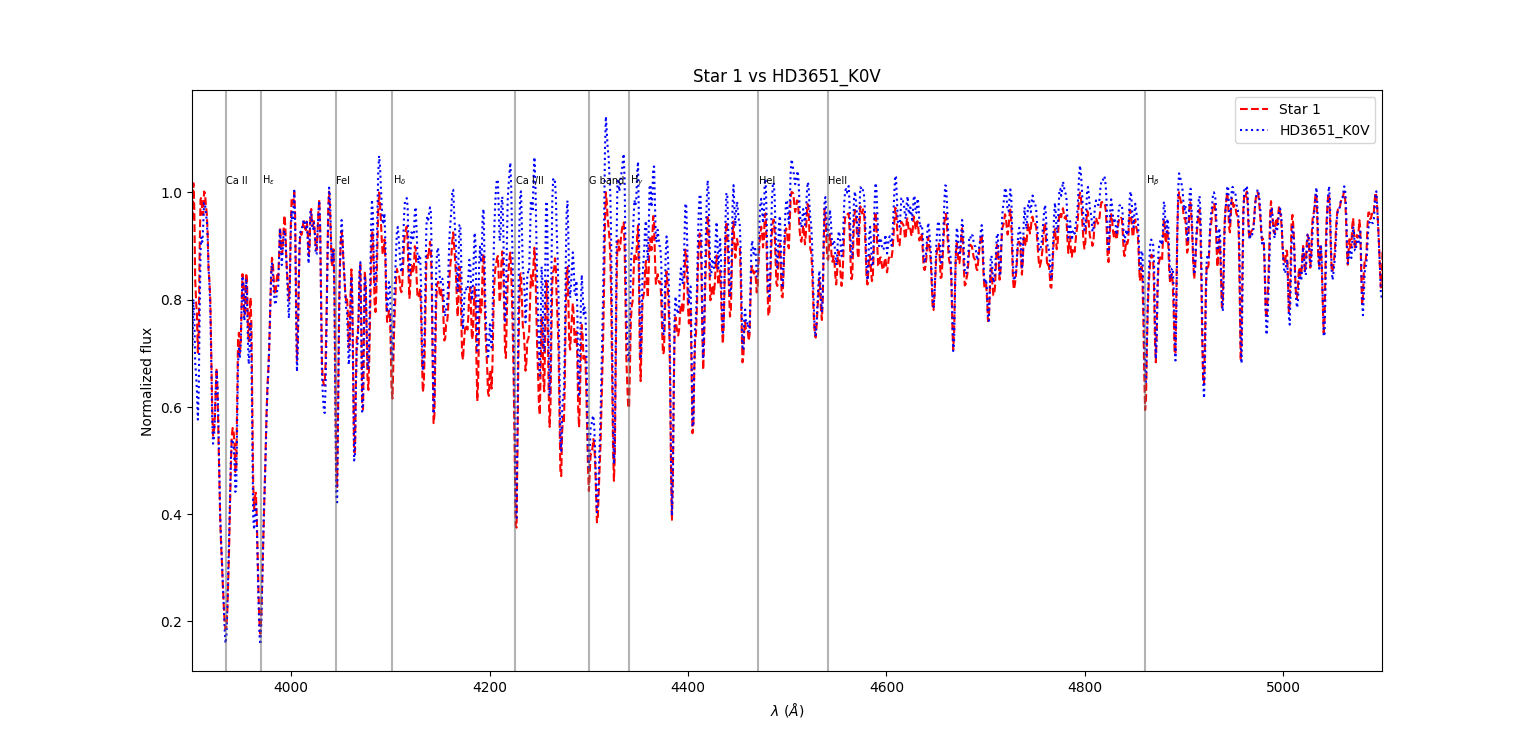 Star 1 vs HD3651_K0V
Star 1
HD3651_K0V
Ca II
Hε
FeI
Hδ
Ca I/II
G band
Hγ
HeI
HeII
Hβ
Normalized flux
1.0
0.8
0.6
0.4
0.2
4000
4200
4400
4600
4800
5000
λ (Å)